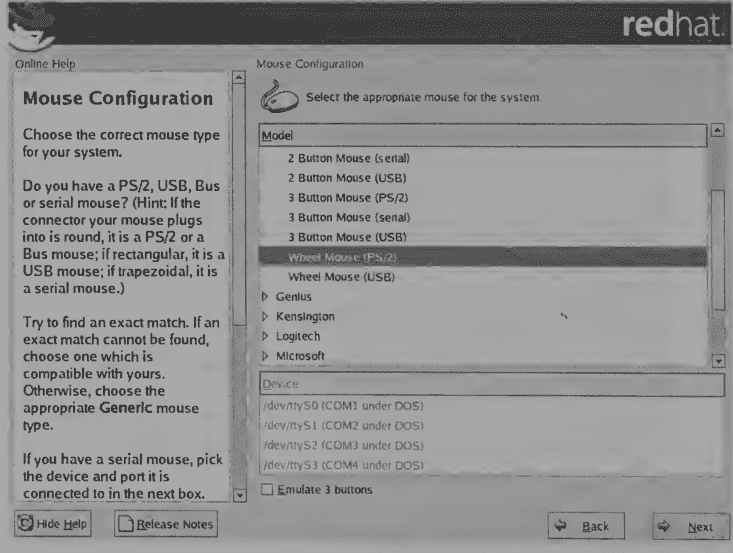 redhat.
Online Help
Mouse Configuration
Choose the correct mouse type
for your system.
Do you have a PS/2, USB, Bus
or serial mouse? (Hint: If the
connector your mouse plugs
into is round, it is a PS/2 or a
Bus mouse; if rectangular, it is a
USB mouse; if trapezoidal, it is
a serial mouse.)
Try to find an exact match. If an
exact match cannot be found,
choose one which is
compatible with yours.
Otherwise, choose the
appropriate Generic mouse
type.
If you have a serial mouse, pick
the device and port it is
connected to in the next box.
Mouse Configuration
Select the appropriate mouse for the system.
Model
2 Button Mouse (serial)
2 Button Mouse (USB)
3 Button Mouse (PS/2)
3 Button Mouse (serial)
3 Button Mouse (USB)
Wheel Mouse (PS/2)
Wheel Mouse (USB)
Genius
Kensington
Logitech
Microsoft
Device
/dev/ttyS0 (COM1 under DOS)
/dev/ttyS1 (COM2 under DOS)
/dev/ttyS2 (COM3 under DOS)
/dev/ttyS3 (COM4 under DOS)
Emulate 3 buttons
Hide Help
Release Notes
Back
Next